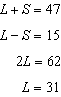 L + S = 47
L − S = 15
2L = 62
L = 31